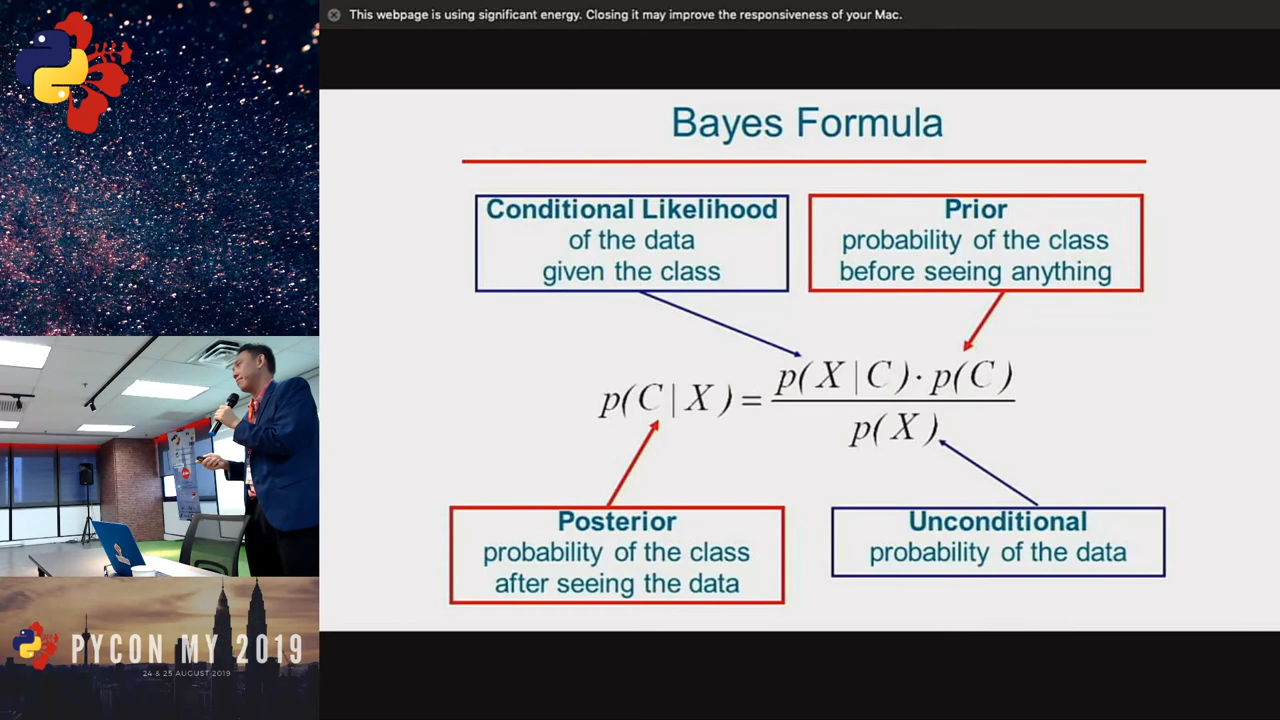 This webpage is using significant energy. Closing it may improve the responsiveness of your Mac.
Bayes Formula
Conditional Likelihood
of the data
given the class
Prior
probability of the class
before seeing anything
p(C|X) = p(X|C)·p(C)
p(X)
Posterior
probability of the class
after seeing the data
Unconditional
probability of the data
PYCON MY 2019
24 & 25 AUGUST 2019